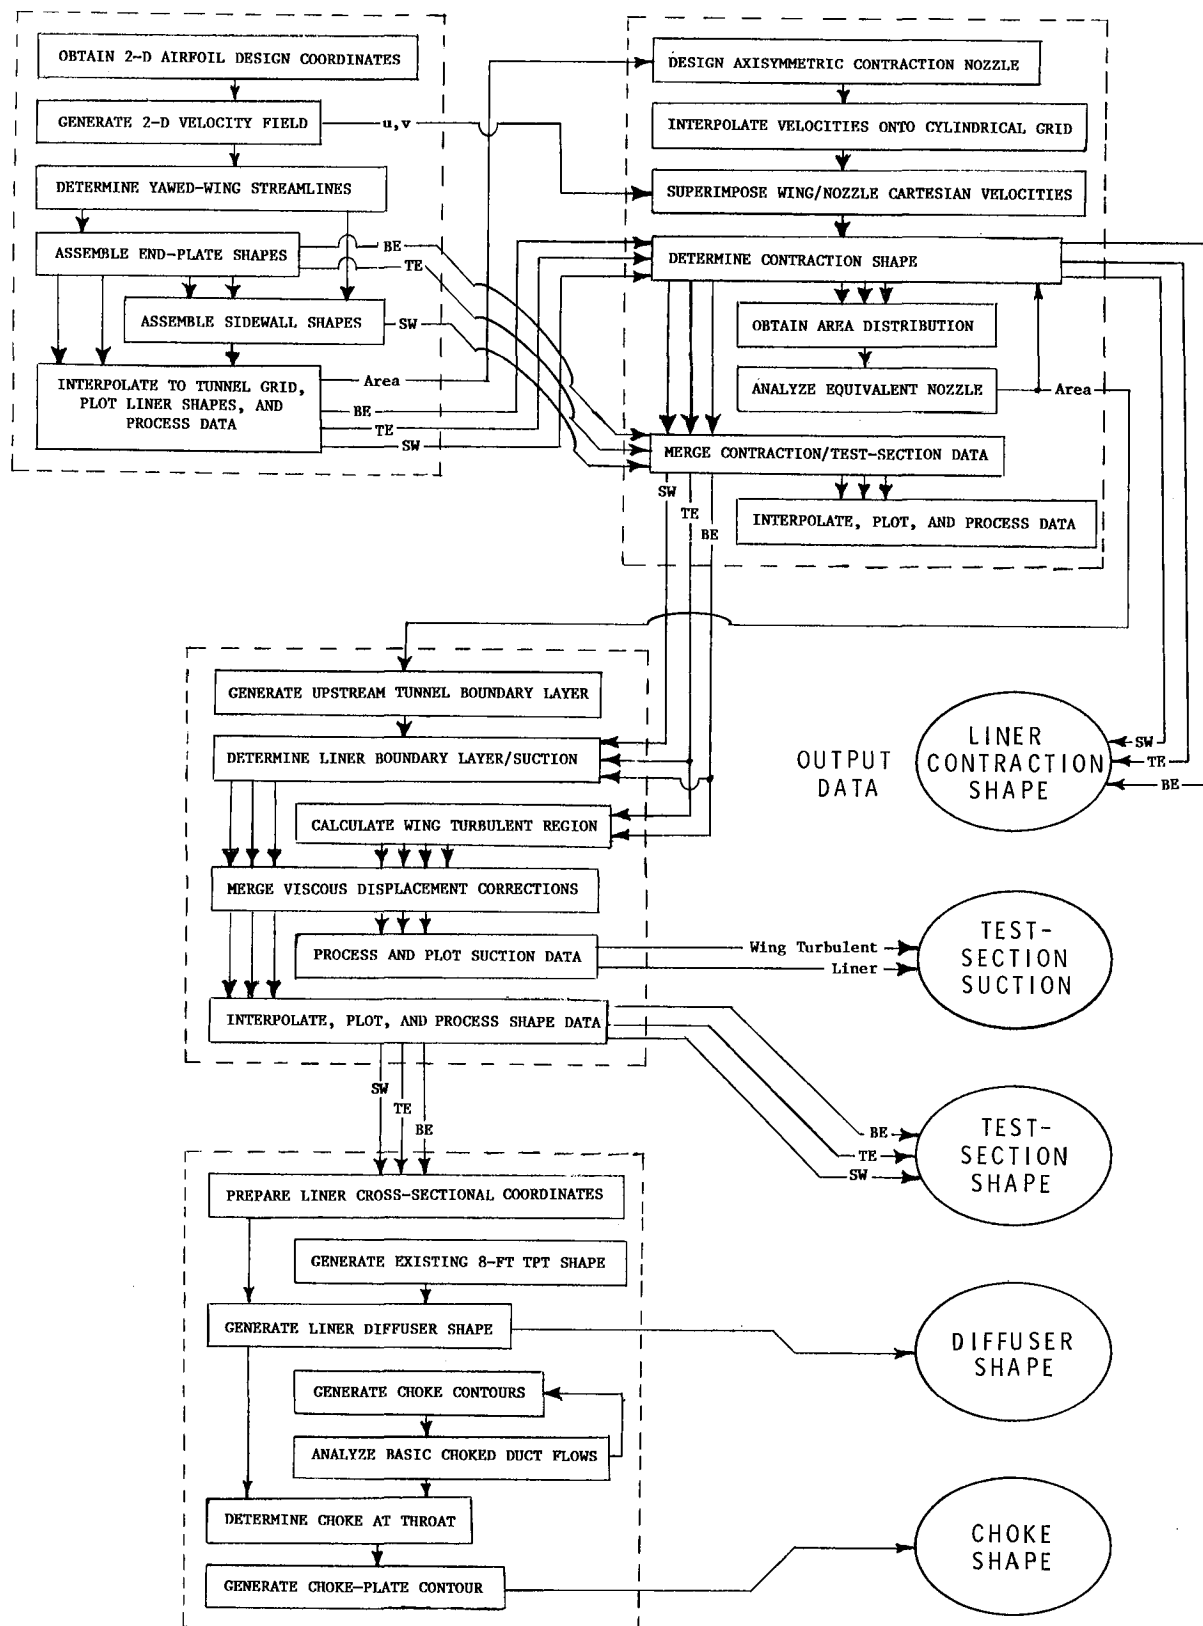 OBTAIN 2-D AIRFOIL DESIGN COORDINATES
GENERATE 2-D VELOCITY FIELD
u,v
DETERMINE YAWED-WING STREAMLINES
ASSEMBLE END-PLATE SHAPES
BE
TE
ASSEMBLE SIDEWALL SHAPES
SW
INTERPOLATE TO TUNNEL GRID,
PLOT LINER SHAPES, AND
PROCESS DATA
Area
BE
TE
SW
DESIGN AXISYMMETRIC CONTRACTION NOZZLE
INTERPOLATE VELOCITIES ONTO CYLINDRICAL GRID
SUPERIMPOSE WING/NOZZLE CARTESIAN VELOCITIES
DETERMINE CONTRACTION SHAPE
OBTAIN AREA DISTRIBUTION
ANALYZE EQUIVALENT NOZZLE
Area
MERGE CONTRACTION/TEST-SECTION DATA
SW
TE
BE
INTERPOLATE, PLOT, AND PROCESS DATA
GENERATE UPSTREAM TUNNEL BOUNDARY LAYER
DETERMINE LINER BOUNDARY LAYER/SUCTION
CALCULATE WING TURBULENT REGION
MERGE VISCOUS DISPLACEMENT CORRECTIONS
PROCESS AND PLOT SUCTION DATA
Wing Turbulent
Liner
INTERPOLATE, PLOT, AND PROCESS SHAPE DATA
SW
TE
BE
OUTPUT
DATA
LINER
CONTRACTION
SHAPE
SW
TE
BE
TEST-
SECTION
SUCTION
BE
TE
SW
TEST-
SECTION
SHAPE
PREPARE LINER CROSS-SECTIONAL COORDINATES
GENERATE EXISTING 8-FT TPT SHAPE
GENERATE LINER DIFFUSER SHAPE
DIFFUSER
SHAPE
GENERATE CHOKE CONTOURS
ANALYZE BASIC CHOKED DUCT FLOWS
DETERMINE CHOKE AT THROAT
GENERATE CHOKE-PLATE CONTOUR
CHOKE
SHAPE